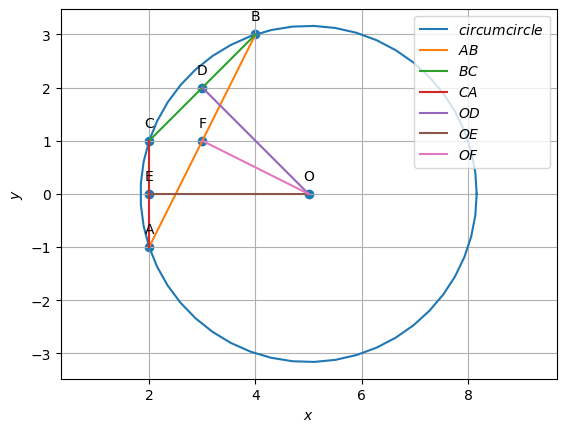 B
circumcircle
AB
BC
CA
OD
OE
OF
D
C
F
E
O
A
3
2
1
0
−1
−2
−3
y
2
4
6
8
x